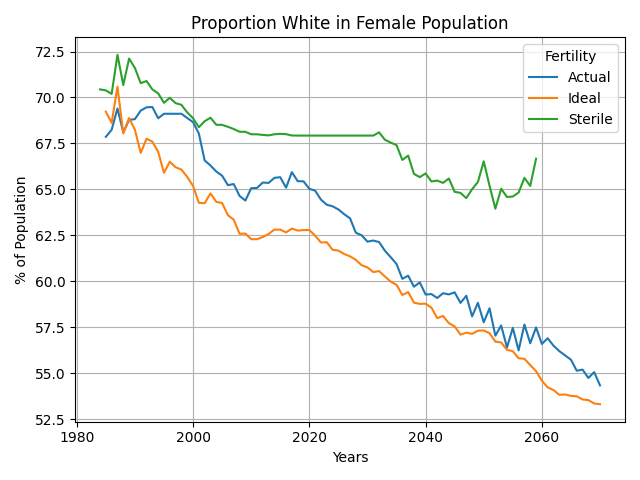 Proportion White in Female Population
% of Population
72.5
70.0
67.5
65.0
62.5
60.0
57.5
55.0
52.5
Fertility
Actual
Ideal
Sterile
1980
2000
2020
2040
2060
Years